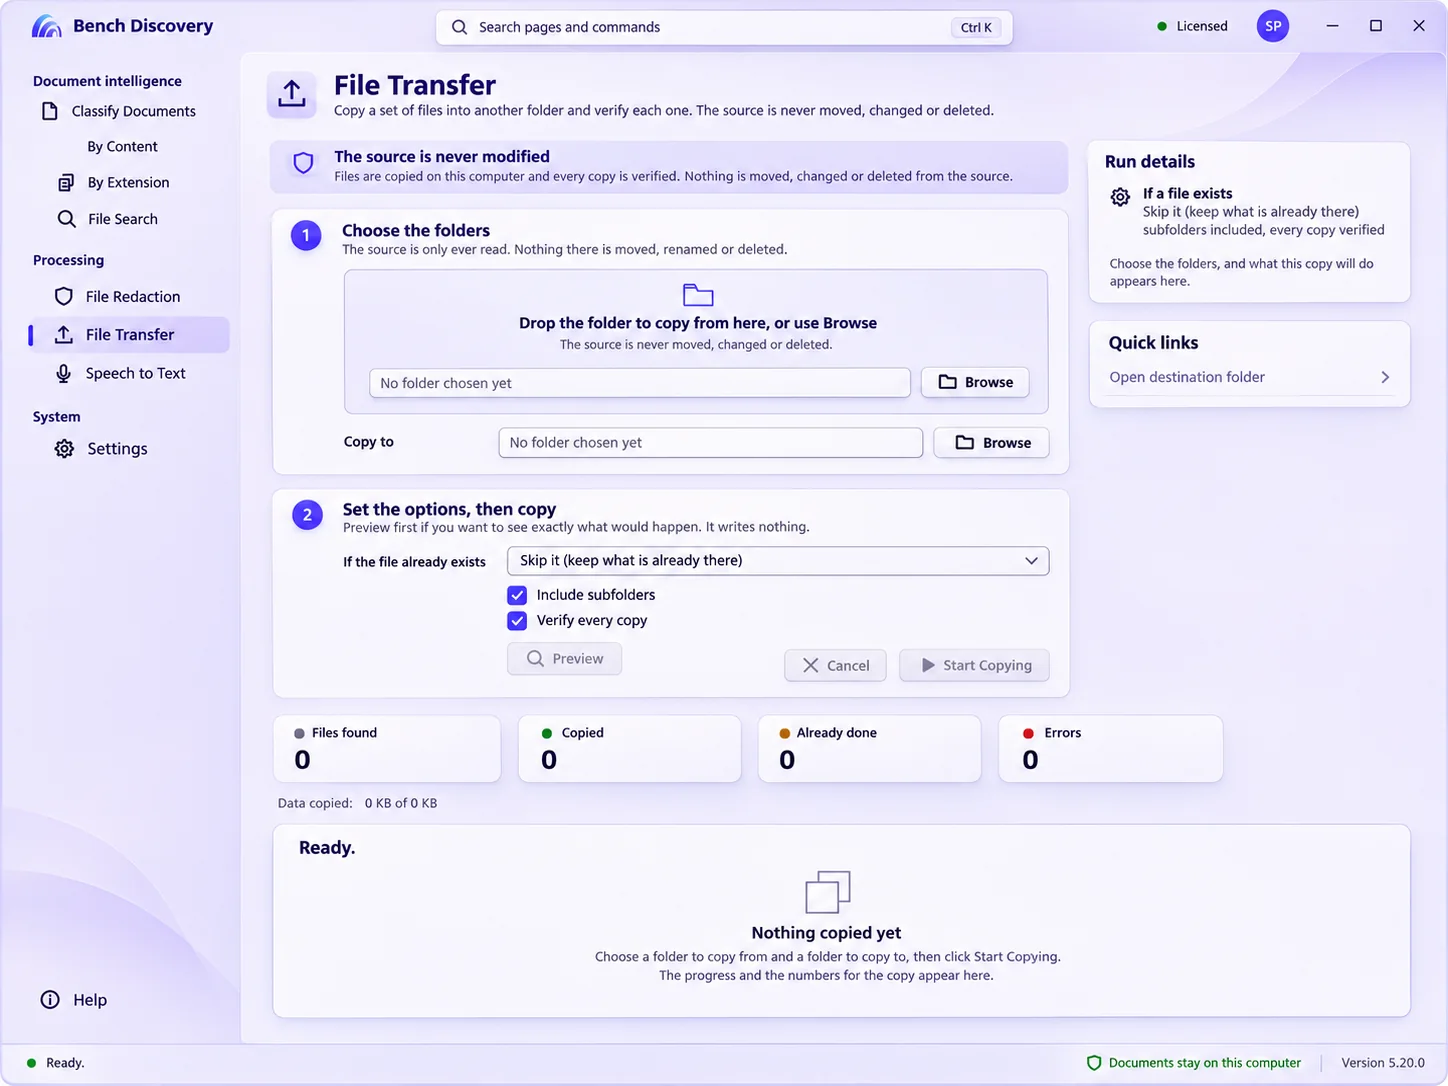 Bench Discovery
Search pages and commands
Ctrl K
Licensed
SP
Document intelligence
Classify Documents
By Content
By Extension
File Search
Processing
File Redaction
File Transfer
Speech to Text
System
Settings
Help
File Transfer
Copy a set of files into another folder and verify each one. The source is never moved, changed or deleted.
The source is never modified
Files are copied on this computer and every copy is verified. Nothing is moved, changed or deleted from the source.
1
Choose the folders
The source is only ever read. Nothing there is moved, renamed or deleted.
Drop the folder to copy from here, or use Browse
The source is never moved, changed or deleted.
No folder chosen yet
Browse
Copy to
No folder chosen yet
Browse
2
Set the options, then copy
Preview first if you want to see exactly what would happen. It writes nothing.
If the file already exists
Skip it (keep what is already there)
Include subfolders
Verify every copy
Preview
Cancel
Start Copying
Run details
If a file exists
Skip it (keep what is already there)
subfolders included, every copy verified
Choose the folders, and what this copy will do
appears here.
Quick links
Open destination folder
Files found
0
Copied
0
Already done
0
Errors
0
Data copied: 0 KB of 0 KB
Ready.
Nothing copied yet
Choose a folder to copy from and a folder to copy to, then click Start Copying.
The progress and the numbers for the copy appear here.
Ready.
Documents stay on this computer
Version 5.20.0